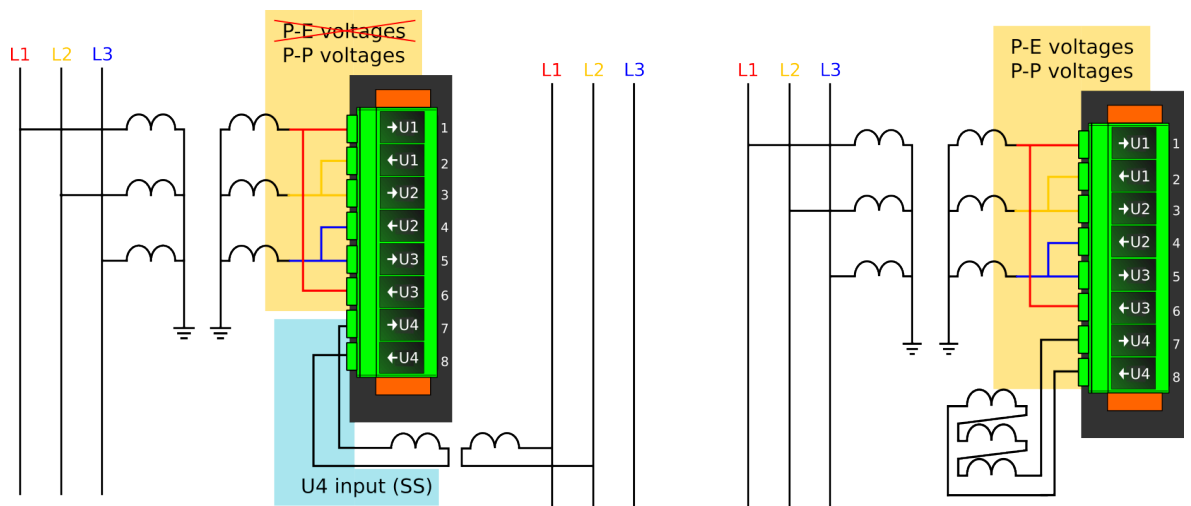 P-E voltages
P-P voltages
L1 L2 L3
→U1 1
←U1 2
→U2 3
←U2 4
→U3 5
←U3 6
→U4 7
←U4 8
U4 input (SS)
L1 L2 L3
L1 L2 L3
P-E voltages
P-P voltages
→U1 1
←U1 2
→U2 3
←U2 4
→U3 5
←U3 6
→U4 7
←U4 8